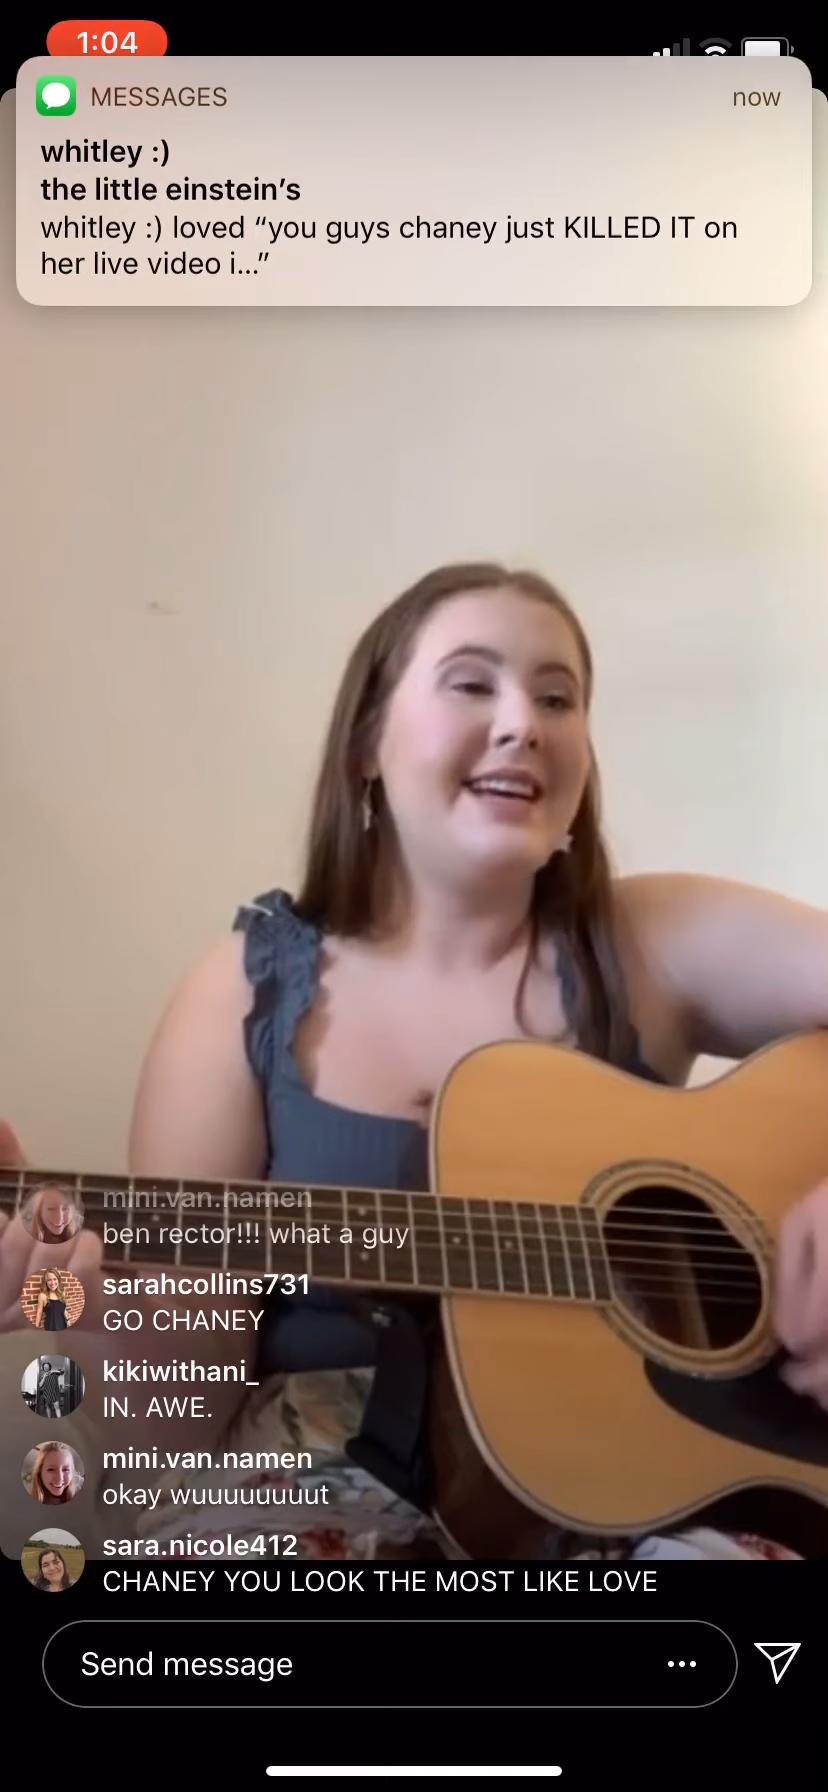 1:04
MESSAGES
now
whitley :)
the little einstein’s
whitley :) loved “you guys chaney just KILLED IT on
her live video i...”
mini.van.namen
ben rector!!! what a guy
sarahcollins731
GO CHANEY
kikiwithani_
IN. AWE.
mini.van.namen
okay wuuuuuuuut
sara.nicole412
CHANEY YOU LOOK THE MOST LIKE LOVE
Send message